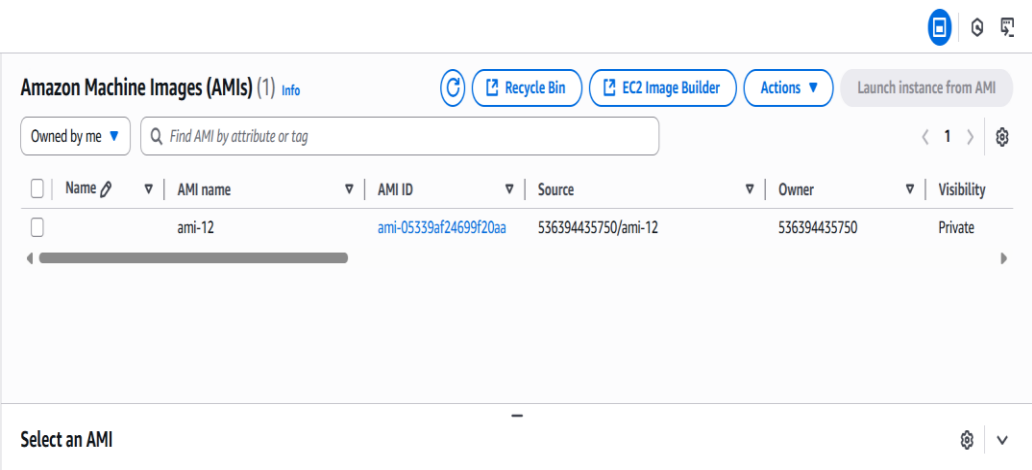 Amazon Machine Images (AMIs) (1) Info
Recycle Bin
EC2 Image Builder
Actions
Launch instance from AMI
Owned by me
Find AMI by attribute or tag
1
Name
AMI name
AMI ID
Source
Owner
Visibility
ami-12
ami-05339af24699f20aa
536394435750/ami-12
536394435750
Private
Select an AMI